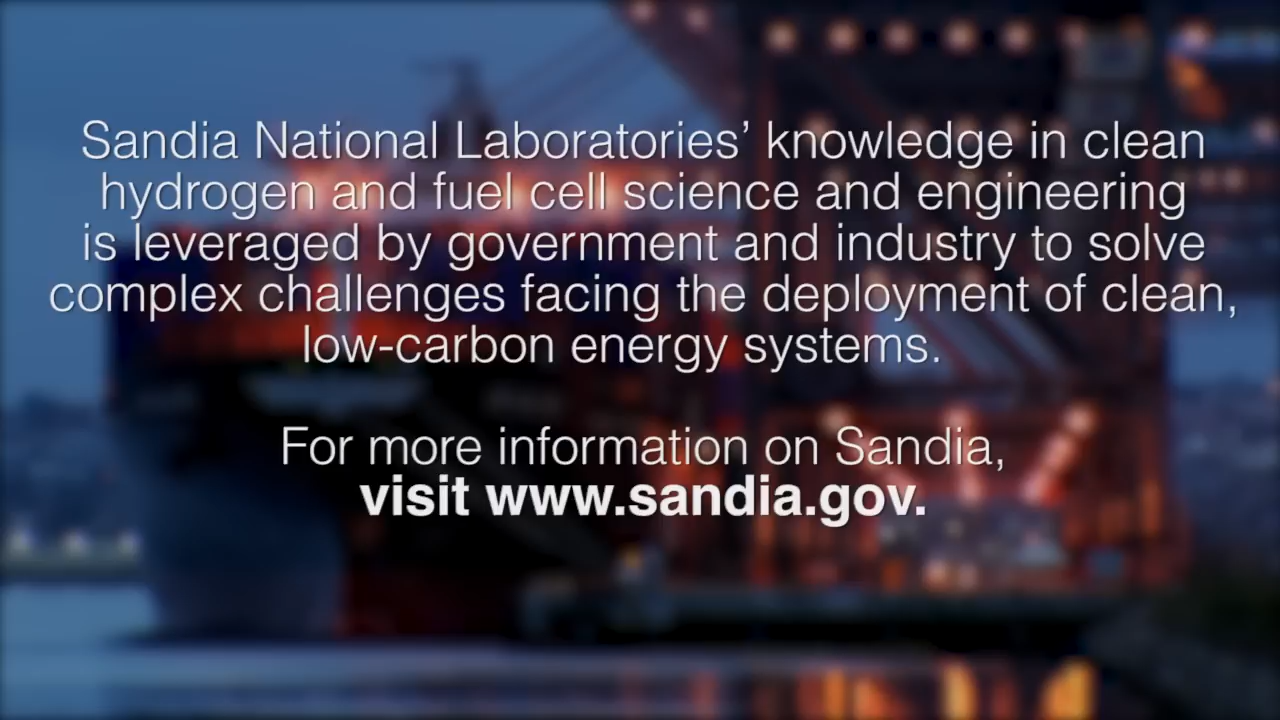 Sandia National Laboratories’ knowledge in clean
hydrogen and fuel cell science and engineering
is leveraged by government and industry to solve
complex challenges facing the deployment of clean,
low-carbon energy systems.
For more information on Sandia,
visit www.sandia.gov.